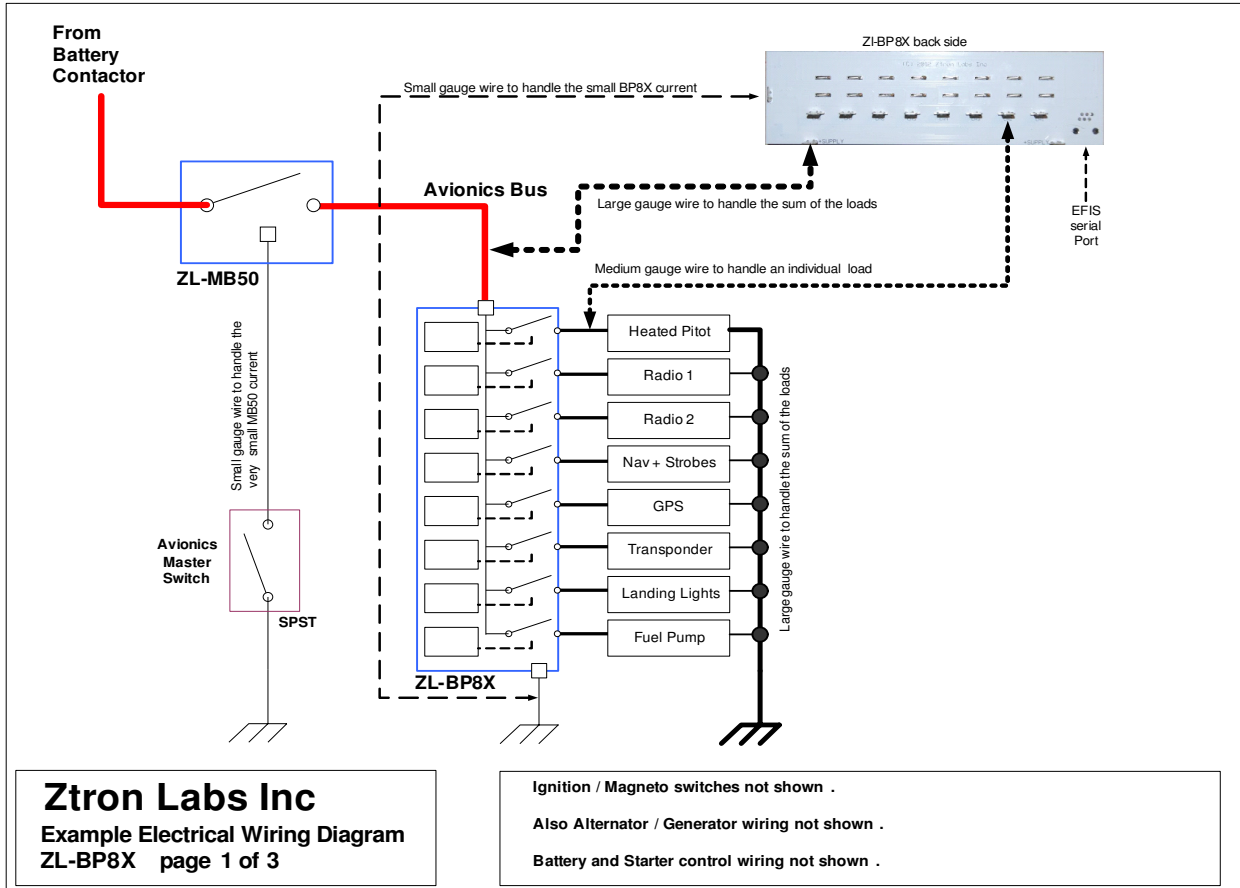 From
Battery
Contactor
ZI-BP8X back side
Small gauge wire to handle the small BP8X current
+SUPPLY
+SUPPLY
Avionics Bus
Large gauge wire to handle the sum of the loads
EFIS
serial
Port
ZL-MB50
Medium gauge wire to handle an individual load
Small gauge wire to handle the
very small MB50 current
Heated Pitot
Radio 1
Radio 2
Nav + Strobes
GPS
Transponder
Landing Lights
Fuel Pump
Large gauge wire to handle the sum of the loads
Avionics
Master
Switch
SPST
ZL-BP8X
Ztron Labs Inc
Example Electrical Wiring Diagram
ZL-BP8X page 1 of 3
Ignition / Magneto switches not shown .
Also Alternator / Generator wiring not shown .
Battery and Starter control wiring not shown .